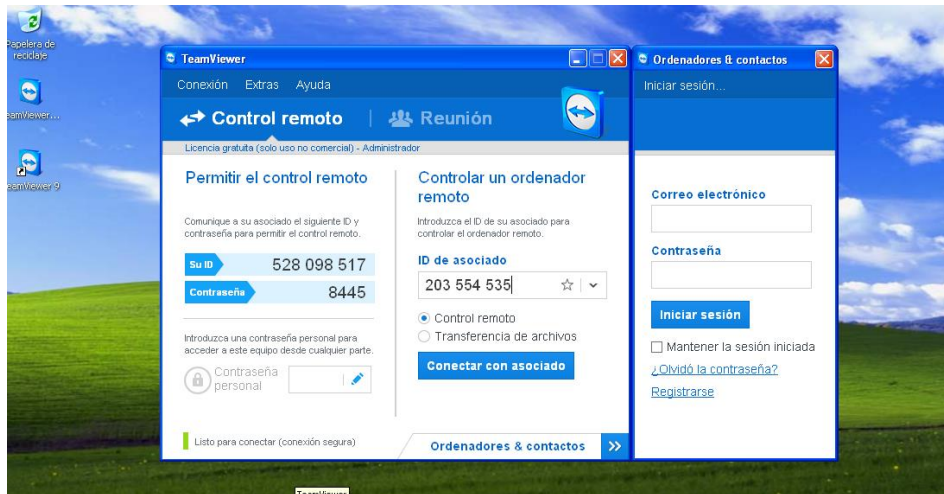 Papelera de
reciclaje
TeamViewer
Conexión Extras Ayuda
Control remoto
Reunión
Licencia gratuita (solo uso no comercial) - Administrador
Permitir el control remoto
Comunique a su asociado el siguiente ID y
contraseña para permitir el control remoto.
Su ID 528 098 517
Contraseña 8445
Introduzca una contraseña personal para
acceder a este equipo desde cualquier parte.
Contraseña
personal
Listo para conectar (conexión segura)
Controlar un ordenador
remoto
Introduzca el ID de su asociado para
controlar el ordenador remoto.
ID de asociado
203 554 535
Control remoto
Transferencia de archivos
Conectar con asociado
Ordenadores & contactos
Ordenadores & contactos
Iniciar sesión...
Correo electrónico
Contraseña
Iniciar sesión
Mantener la sesión iniciada
¿Olvidó la contraseña?
Registrarse